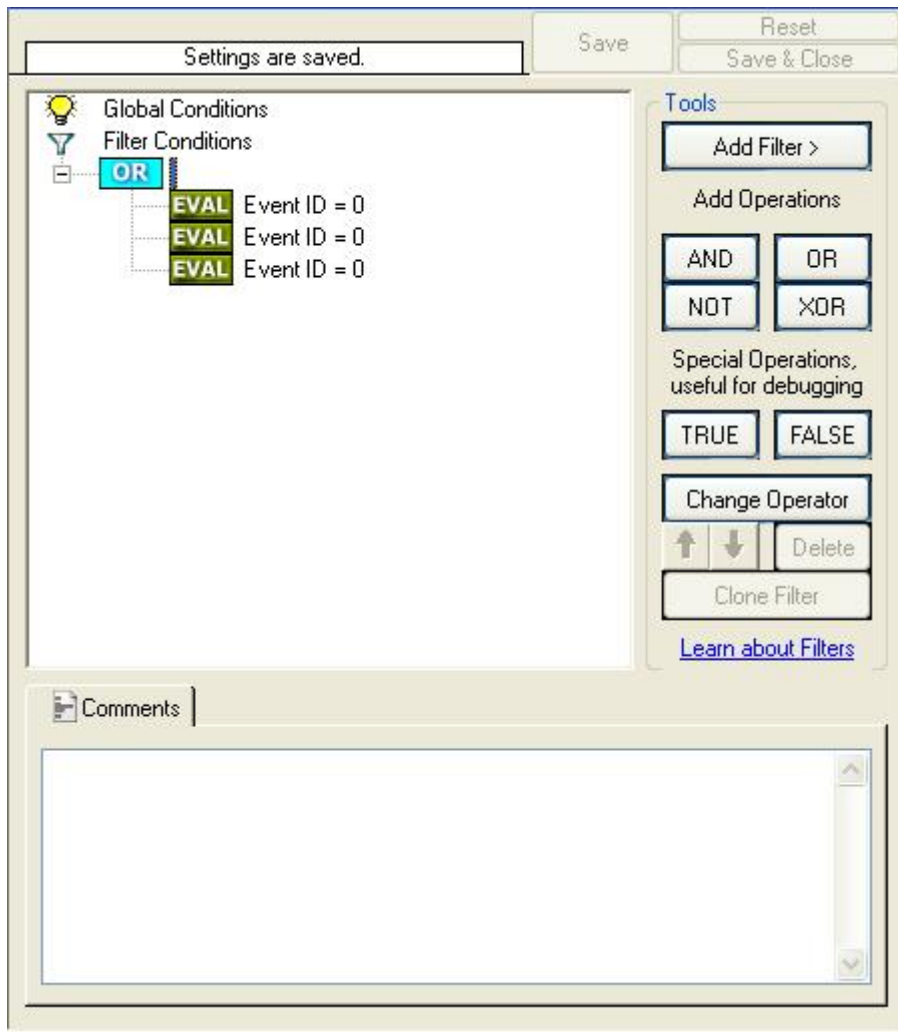 Settings are saved.
Save
Reset
Save & Close
Global Conditions
Filter Conditions
OR
EVAL Event ID = 0
EVAL Event ID = 0
EVAL Event ID = 0
Tools
Add Filter >
Add Operations
AND
OR
NOT
XOR
Special Operations,
useful for debugging
TRUE
FALSE
Change Operator
Delete
Clone Filter
Learn about Filters
Comments